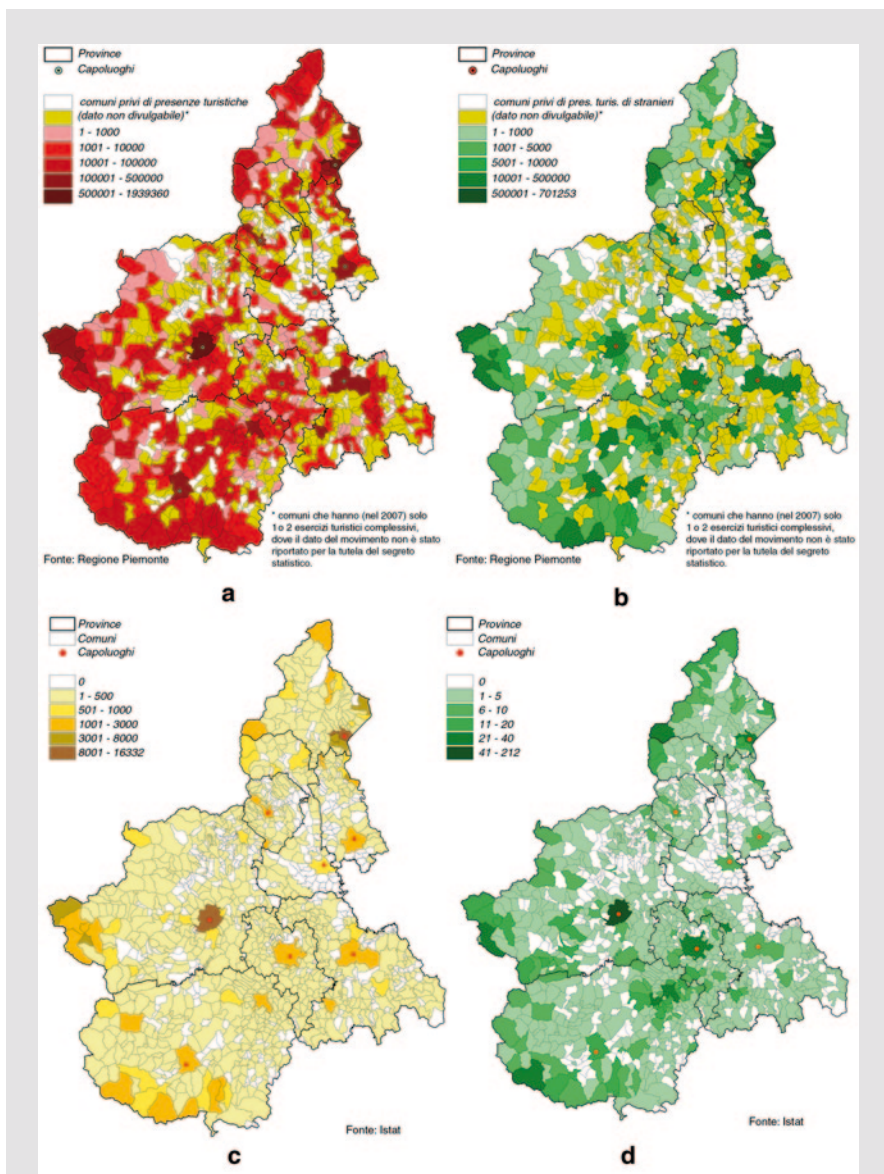 Province
Capoluoghi
comuni privi di presenze turistiche
(dato non divulgabile)*
1 - 1000
1001 - 10000
10001 - 100000
100001 - 500000
500001 - 1939360
* comuni che hanno (nel 2007) solo
1 o 2 esercizi turistici complessivi,
dove il dato del movimento non è stato
riportato per la tutela del segreto
statistico.
Fonte: Regione Piemonte
a
Province
Capoluoghi
comuni privi di pres. turis. di stranieri
(dato non divulgabile)*
1 - 1000
1001 - 5000
5001 - 10000
10001 - 500000
500001 - 701253
* comuni che hanno (nel 2007) solo
1 o 2 esercizi turistici complessivi,
dove il dato del movimento non è stato
riportato per la tutela del segreto
statistico.
Fonte: Regione Piemonte
b
Province
Comuni
Capoluoghi
0
1 - 500
501 - 1000
1001 - 3000
3001 - 8000
8001 - 16332
Fonte: Istat
c
Province
Comuni
Capoluoghi
0
1 - 5
6 - 10
11 - 20
21 - 40
41 - 212
Fonte: Istat
d